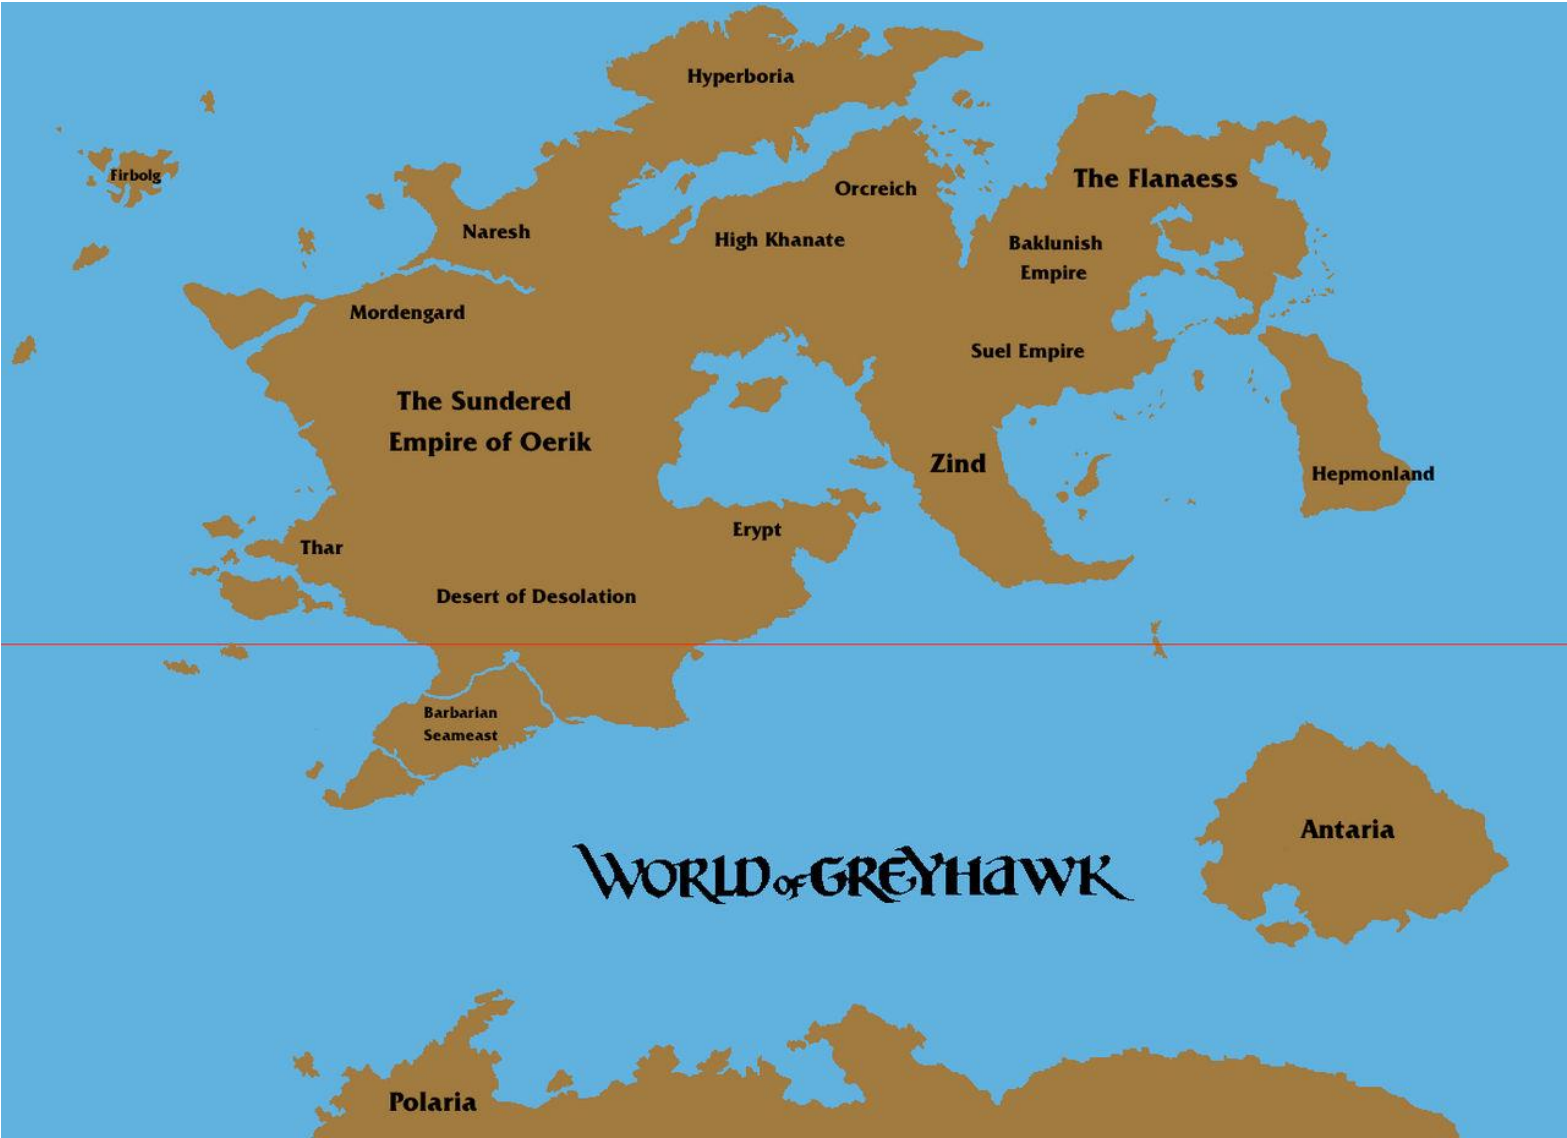 Hyperboria
Firbolg
The Flanaess
Orcreich
Naresh
High Khanate
Baklunish
Empire
Mordengard
Suel Empire
The Sundered
Empire of Oerik
Zind
Hepmonland
Erypt
Thar
Desert of Desolation
Barbarian
Seameast
Antaria
WORLD OF GREYHAWK
Polaria